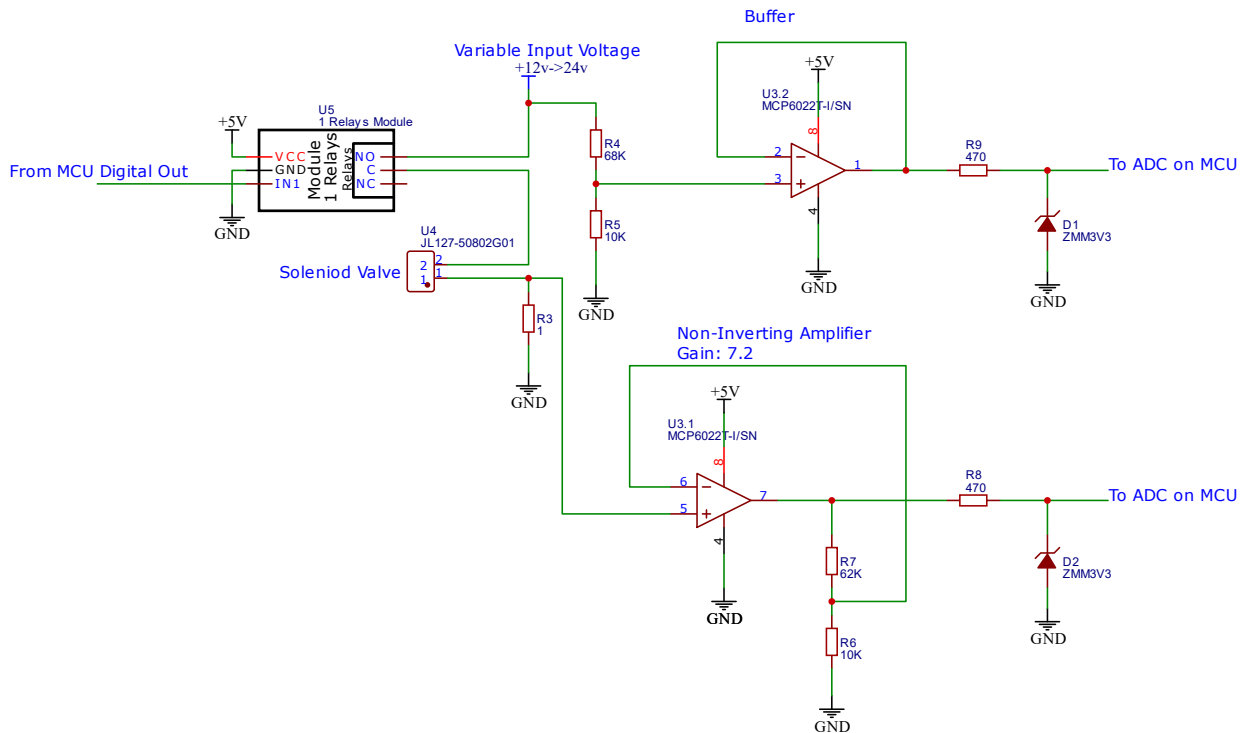 Buffer
Variable Input Voltage
+12v->24v
+5V
U3.2
MCP6022T-I/SN
8
2
3
1
4
GND
R9
470
To ADC on MCU
D1
ZMM3V3
GND
U5
1 Relays Module
+5V
VCC
GND
IN1
Module
1 Relays
Relays
NO
C
NC
From MCU Digital Out
GND
R4
68K
R5
10K
GND
U4
JL127-50802G01
Soleniod Valve
2
1
2
1
R3
1
GND
Non-Inverting Amplifier
Gain: 7.2
+5V
U3.1
MCP6022T-I/SN
8
6
5
7
4
GND
R8
470
To ADC on MCU
D2
ZMM3V3
GND
R7
62K
R6
10K
GND